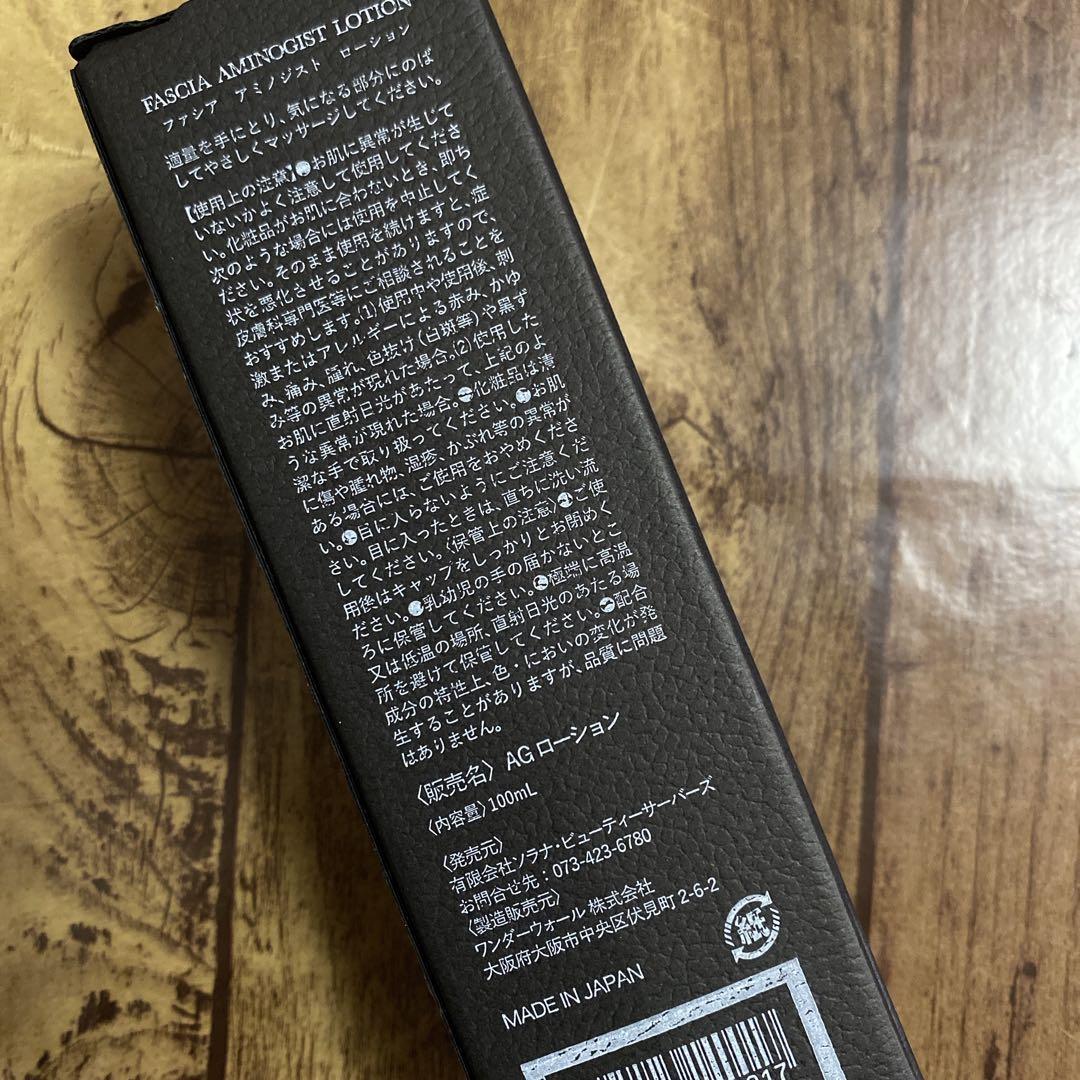 FASCIA AMINOGIST LOTION
ファシア アミノジスト ローション
適量を手にとり、気になる部分にのば
してやさしくマッサージしてください。
【使用上の注意】●お肌に異常が生じて
いないかよく注意して使用してくださ
い。化粧品がお肌に合わないとき、即ち
次のような場合には使用を中止してく
ださい。そのまま使用を続けますと、症
状を悪化させることがありますので、
皮膚科専門医等にご相談されることを
おすすめします。(1)使用中や使用後、刺
激またはアレルギーによる赤み、かゆ
み、痛み、腫れ、色抜け(白斑等)や黒ず
み等の異常が現れた場合。(2)使用した
お肌に直射日光があたって、上記のよ
うな異常が現れた場合。●化粧品は清
潔な手で取り扱ってください。●お肌
に傷や腫れ物、湿疹、かぶれ等の異常が
ある場合には、ご使用をおやめくださ
い。●目に入らないようにご注意くだ
さい。目に入ったときは、直ちに洗い流
してください。〈保管上の注意〉●ご使
用後はキャップをしっかりとお閉めく
ださい。●乳幼児の手の届かないとこ
ろに保管してください。●極端に高温
又は低温の場所、直射日光のあたる場
所を避けて保管してください。●配合
成分の特性上、色・においの変化が発
生することがありますが、品質に問題
はありません。
〈販売名〉 AG ローション
〈内容量〉100mL
〈発売元〉
有限会社ソラナ・ビューティーサーバーズ
お問合せ先：073-423-6780
〈製造販売元〉
ワンダーウォール 株式会社
大阪府大阪市中央区伏見町 2-6-2
紙
MADE IN JAPAN